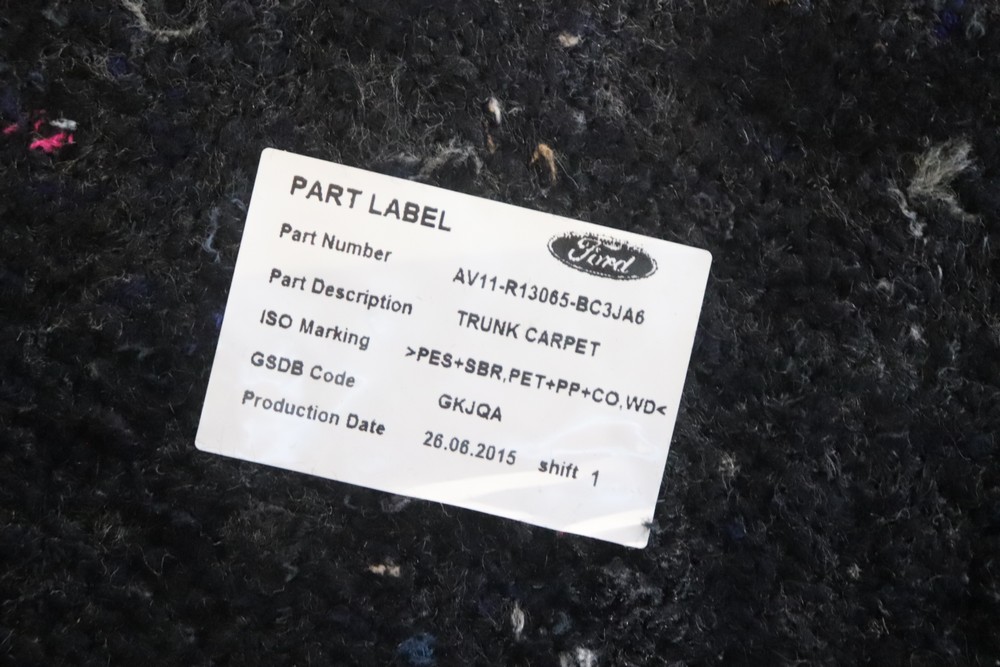 PART LABEL
Ford
Part Number AV11-R13065-BC3JA6
Part Description TRUNK CARPET
ISO Marking >PES+SBR,PET+PP+CO,WD<
GSDB Code GKJQA
Production Date 26.06.2015 shift 1